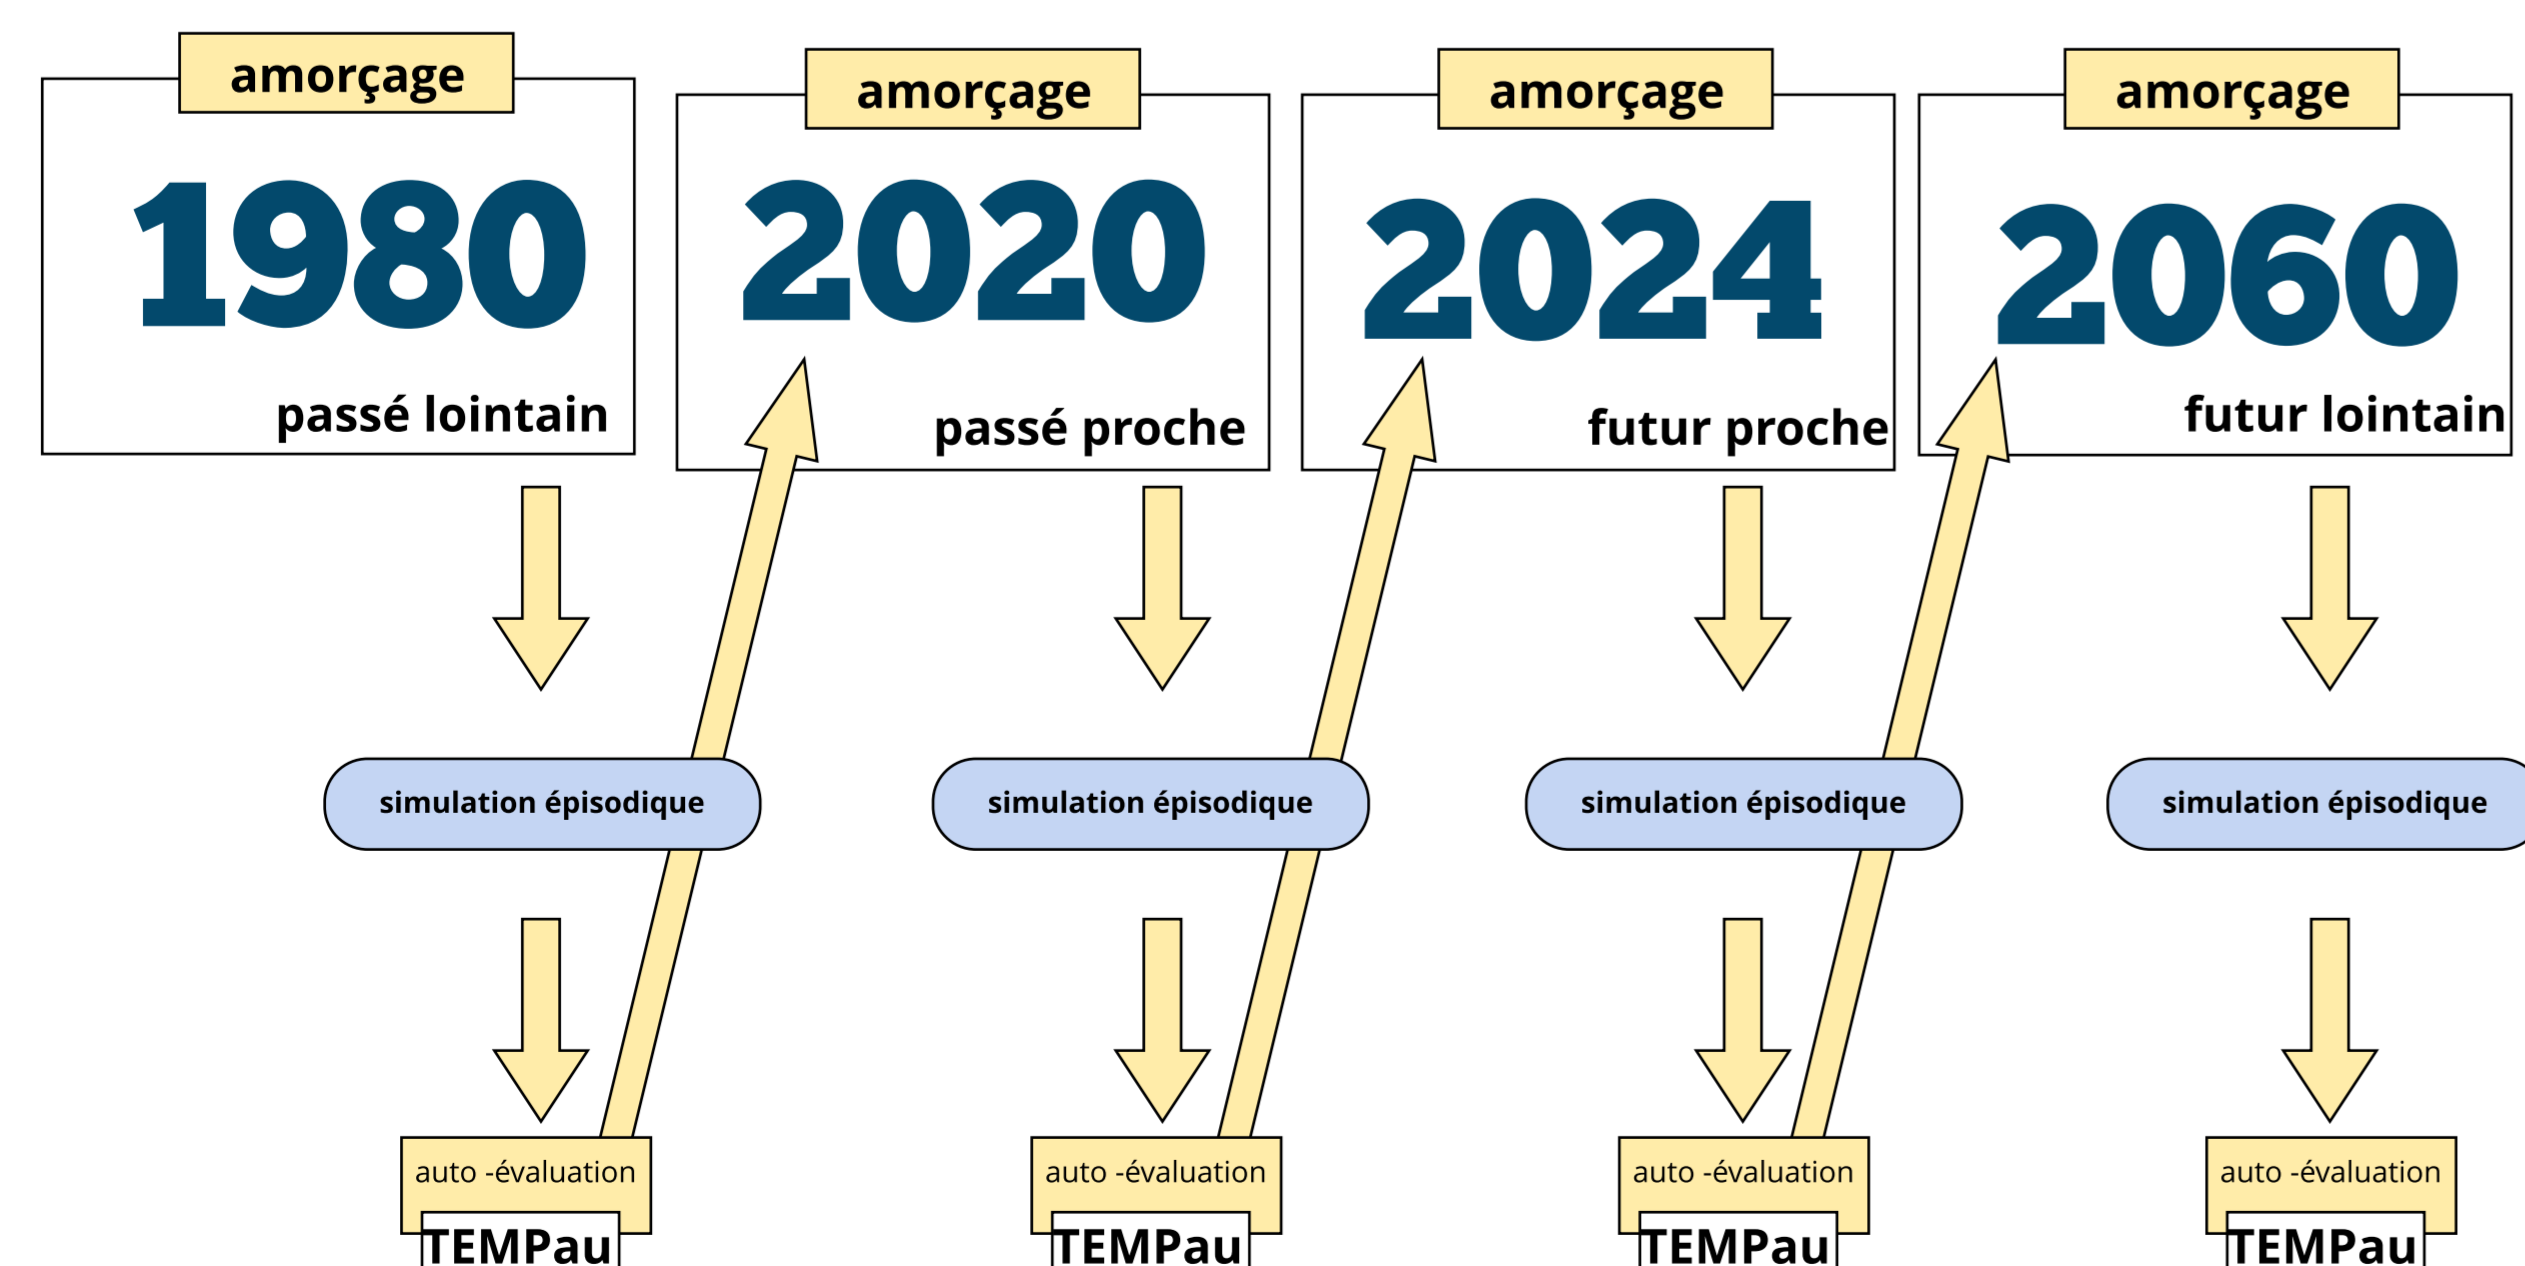 amorçage
1980
passé lointain
simulation épisodique
auto -évaluation
TEMPau
amorçage
2020
passé proche
simulation épisodique
auto -évaluation
TEMPau
amorçage
2024
futur proche
simulation épisodique
auto -évaluation
TEMPau
amorçage
2060
futur lointain
simulation épisodique
auto -évaluation
TEMPau